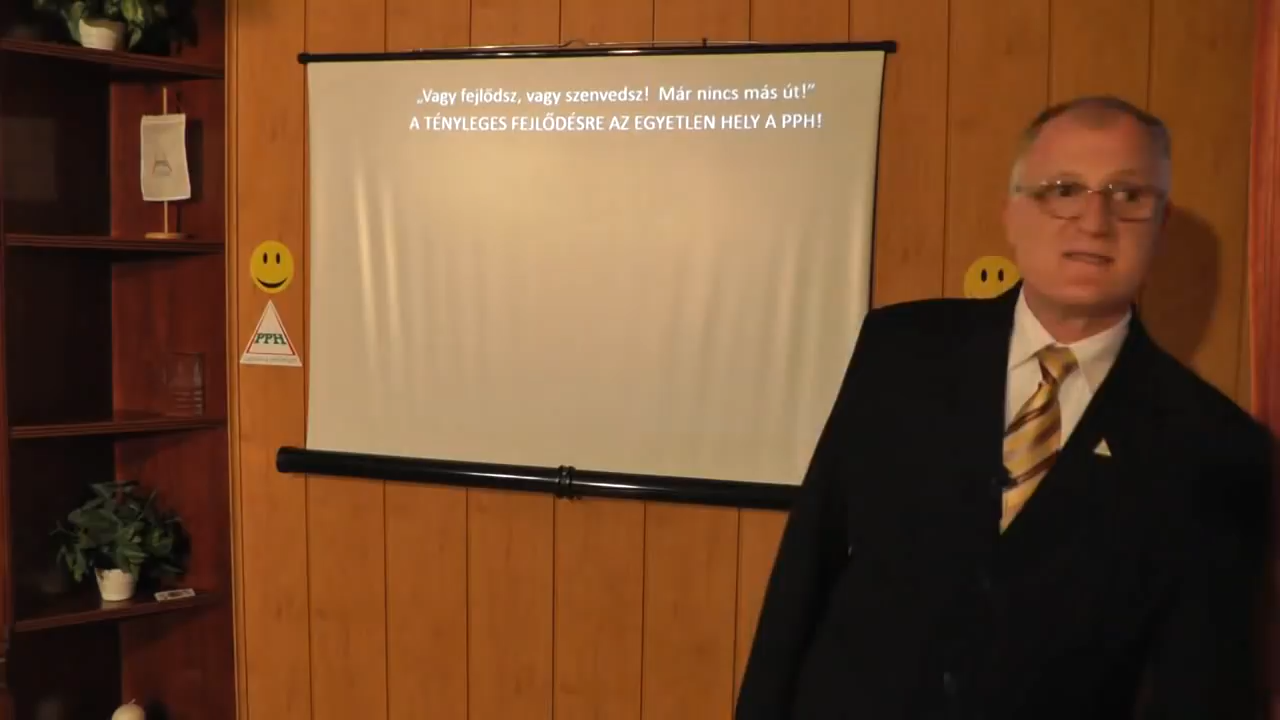 „Vagy fejlődsz, vagy szenvedsz! Már nincs más út!”
A TÉNYLEGES FEJLŐDÉSRE AZ EGYETLEN HELY A PPH!
PPH